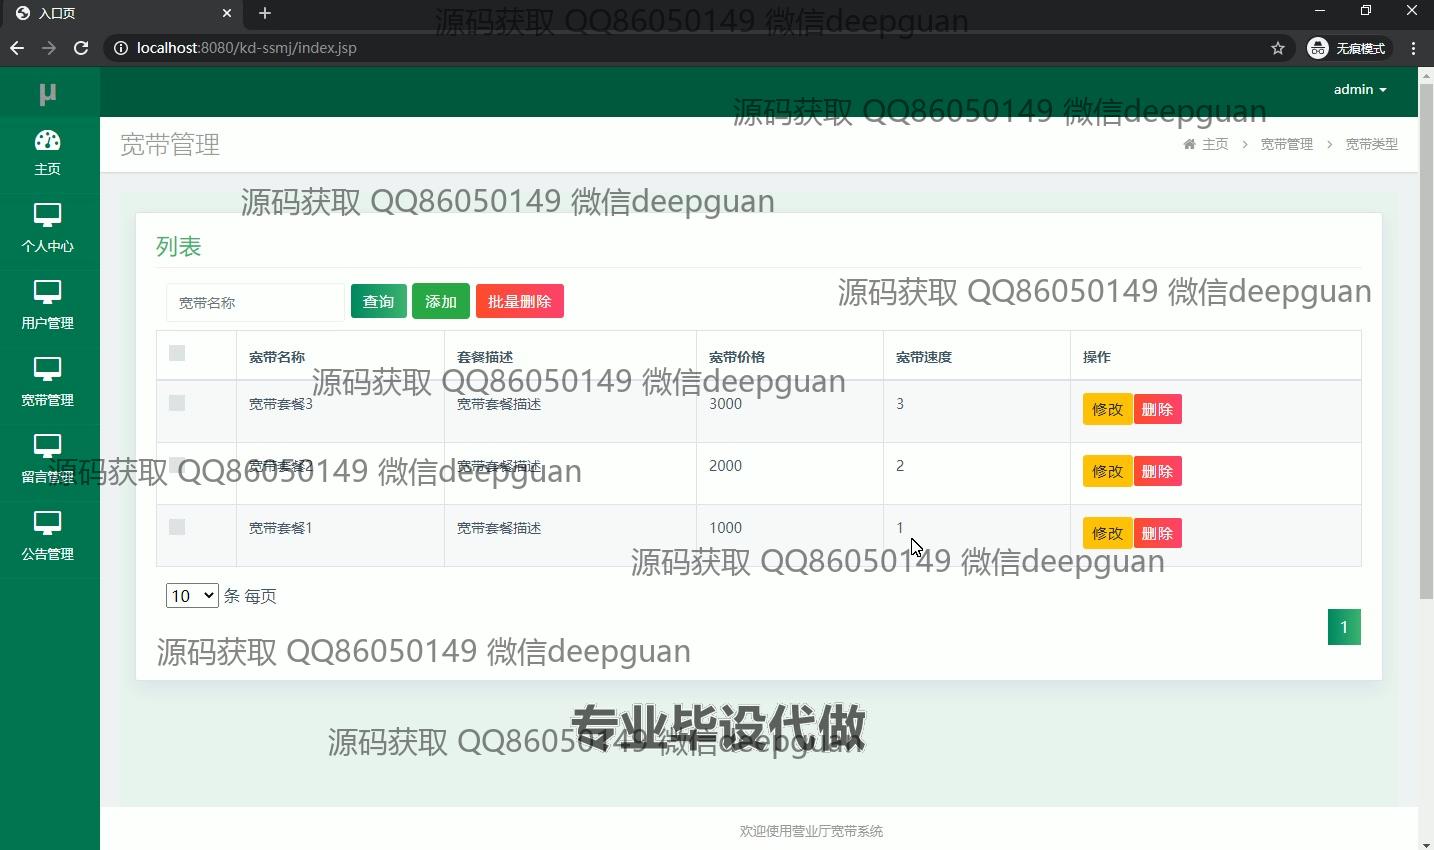 入口页
localhost:8080/kd-ssmj/index.jsp
无痕模式
源码获取 QQ86050149 微信deepguan
μ
admin
源码获取 QQ86050149 微信deepguan
宽带管理
主页 > 宽带管理 > 宽带类型
主页
个人中心
用户管理
宽带管理
留言管理
公告管理
源码获取 QQ86050149 微信deepguan
列表
源码获取 QQ86050149 微信deepguan
宽带名称 查询 添加 批量删除
宽带名称 套餐描述 宽带价格 宽带速度 操作
源码获取 QQ86050149 微信deepguan
宽带套餐3 宽带套餐描述 3000 3 修改 删除
宽带套餐2 宽带套餐描述 2000 2 修改 删除
源码获取 QQ86050149 微信deepguan
宽带套餐1 宽带套餐描述 1000 1 修改 删除
源码获取 QQ86050149 微信deepguan
10 条 每页
1
源码获取 QQ86050149 微信deepguan
专业毕设代做
源码获取 QQ86050149 微信deepguan
欢迎使用营业厅宽带系统